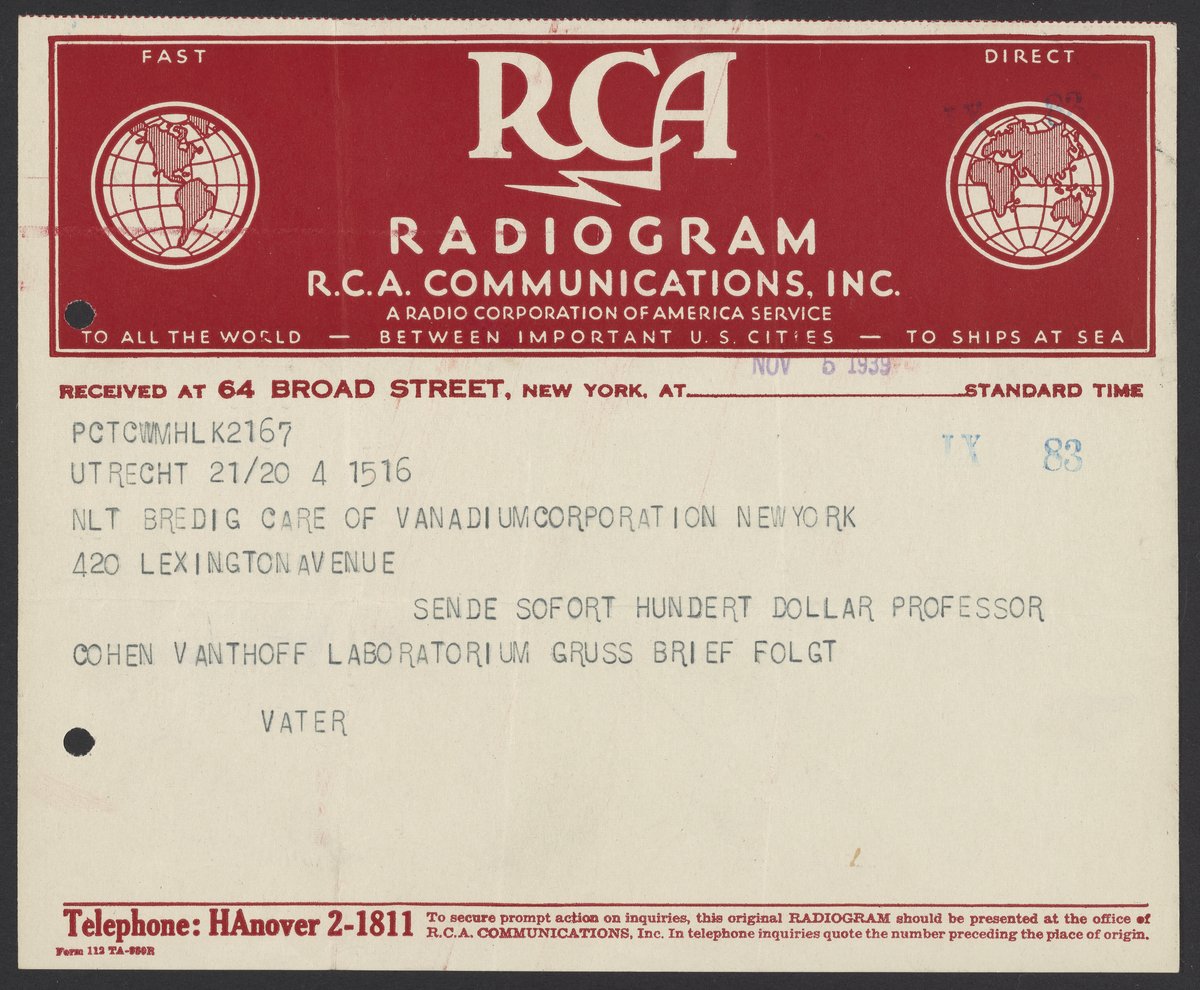 FAST
DIRECT
RCA
RADIOGRAM
R.C.A. COMMUNICATIONS, INC.
A RADIO CORPORATION OF AMERICA SERVICE
TO ALL THE WORLD — BETWEEN IMPORTANT U.S. CITIES — TO SHIPS AT SEA
NOV 5 1939
RECEIVED AT 64 BROAD STREET, NEW YORK, AT STANDARD TIME
PCTCWMHLK2167
IX 83
UTRECHT 21/20 4 1516
NLT BREDIG CARE OF VANADIUMCORPORATION NEWYORK
420 LEXINGTONAVENUE
SENDE SOFORT HUNDERT DOLLAR PROFESSOR
COHEN VANTHOFF LABORATORIUM GRUSS BRIEF FOLGT
VATER
Telephone: HAnover 2-1811
To secure prompt action on inquiries, this original RADIOGRAM should be presented at the office of
R.C.A. COMMUNICATIONS, Inc. In telephone inquiries quote the number preceding the place of origin.
Form 112 TA-